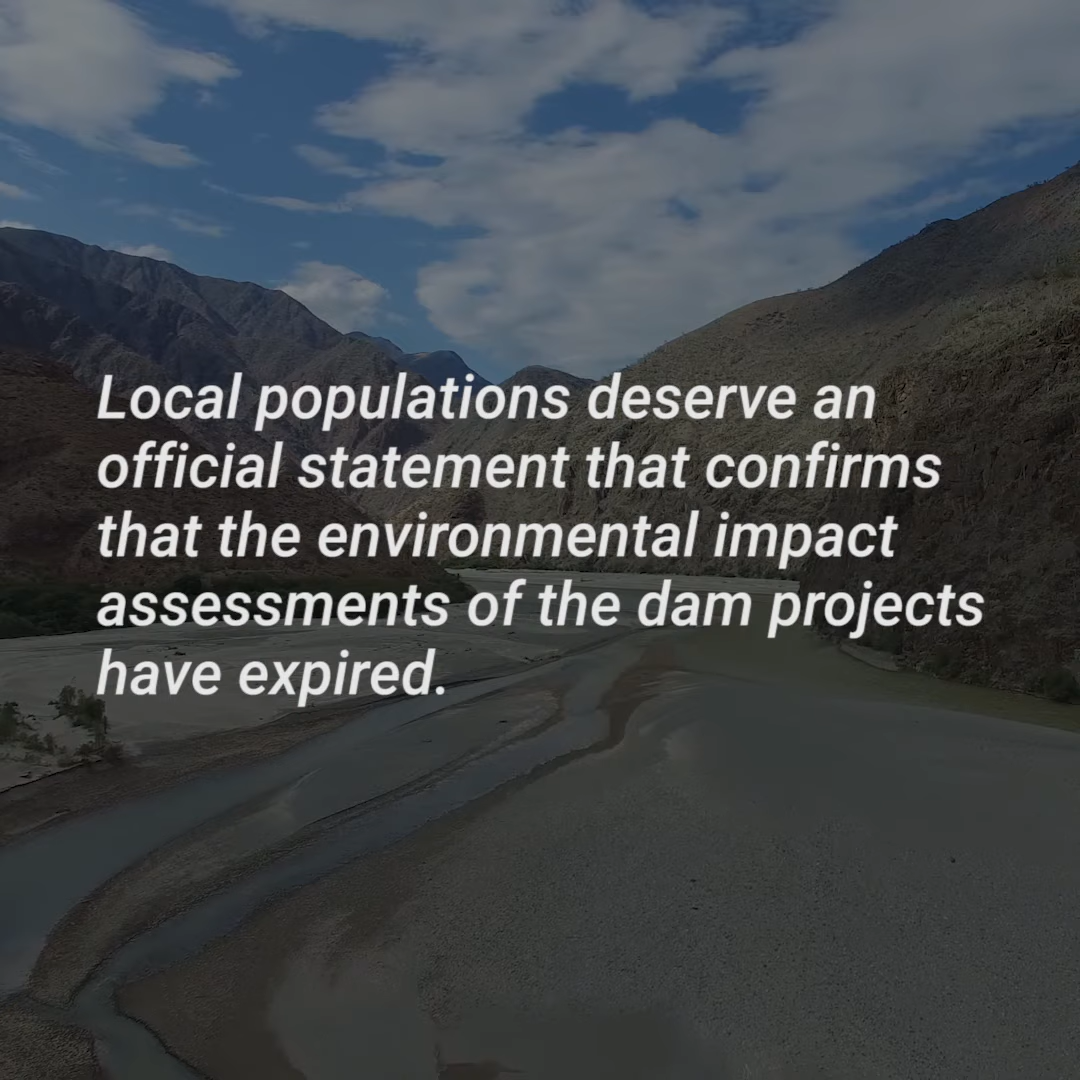 Local populations deserve an
official statement that confirms
that the environmental impact
assessments of the dam projects
have expired.